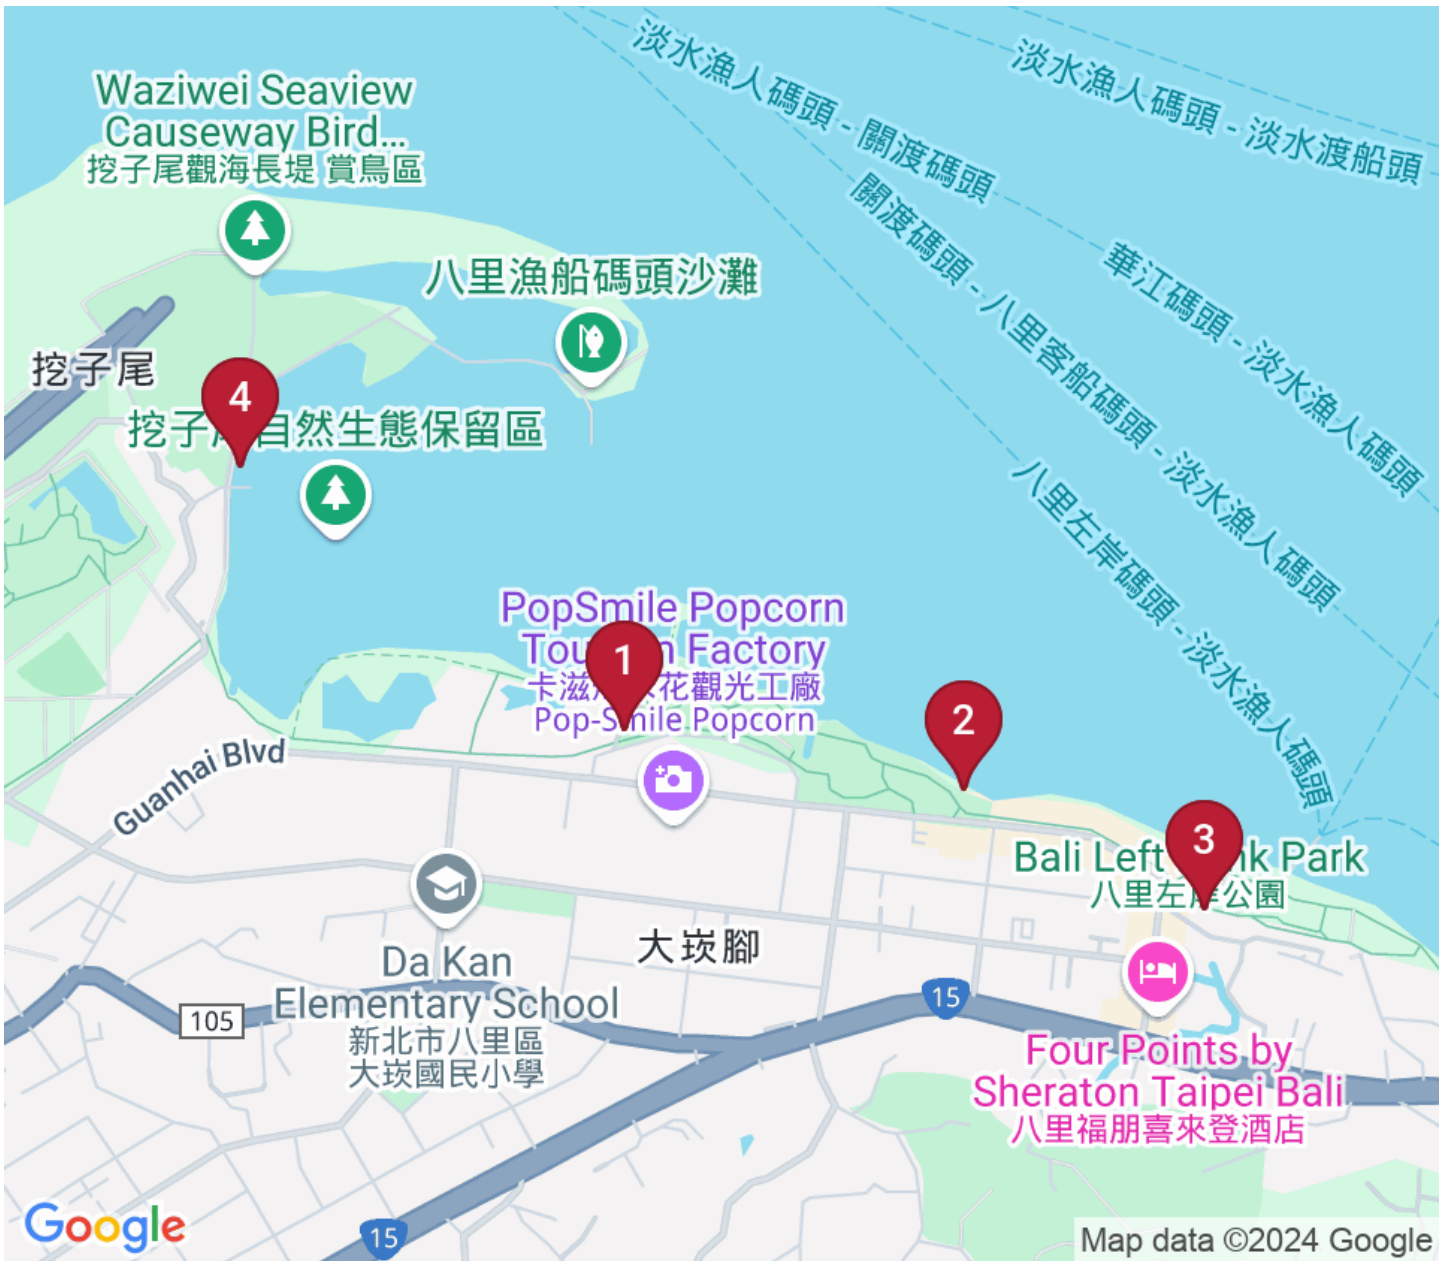 淡水漁人碼頭 - 關渡碼頭
淡水漁人碼頭 - 淡水渡船頭
Waziwei Seaview
Causeway Bird...
挖子尾觀海長堤 賞鳥區
關渡碼頭 - 八里客船碼頭 - 淡水漁人碼頭
華江碼頭 - 淡水漁人碼頭
八里漁船碼頭沙灘
挖子尾
4
挖子 自然生態保留區
八里左岸碼頭 - 淡水漁人碼頭
PopSmile Popcorn
Factory
1
花觀光工廠
Pop-Smile Popcorn
2
Guanhai Blvd
3
Bali Left Park
八里左岸公園
大崁腳
Da Kan
Elementary School
新北市八里區
大崁國民小學
105
15
Four Points by
Sheraton Taipei Bali
八里福朋喜來登酒店
15
Google
Map data ©2024 Google